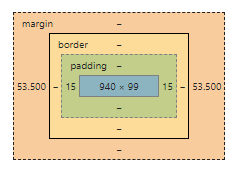 margin –
border –
padding –
53.500 – 15 940 × 99 15 – 53.500
–
–
–